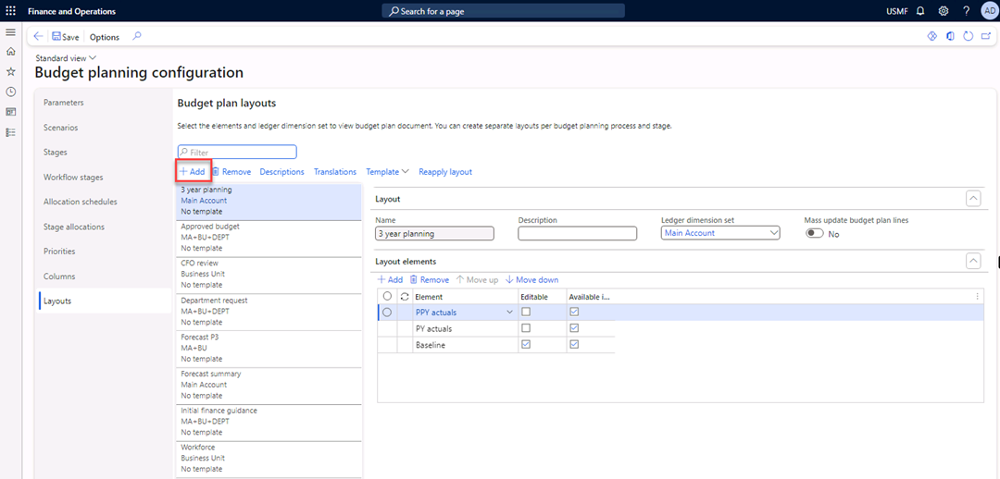 Finance and Operations
Search for a page
USMF
AD
Save
Options
Standard view
Budget planning configuration
Parameters
Scenarios
Stages
Workflow stages
Allocation schedules
Stage allocations
Priorities
Columns
Layouts
Budget plan layouts
Select the elements and ledger dimension set to view budget plan document. You can create separate layouts per budget planning process and stage.
Filter
+ Add
Remove
Descriptions
Translations
Template
Reapply layout
3 year planning
Main Account
No template
Approved budget
MA+BU+DEPT
No template
CFO review
Business Unit
No template
Department request
MA+BU+DEPT
No template
Forecast P3
MA+BU
No template
Forecast summary
Main Account
No template
Initial finance guidance
MA+BU+DEPT
No template
Workforce
Business Unit
No template
Layout
Name
Description
Ledger dimension set
Mass update budget plan lines
3 year planning
Main Account
No
Layout elements
+ Add
Remove
Move up
Move down
Element
Editable
Available i...
PPY actuals
PY actuals
Baseline